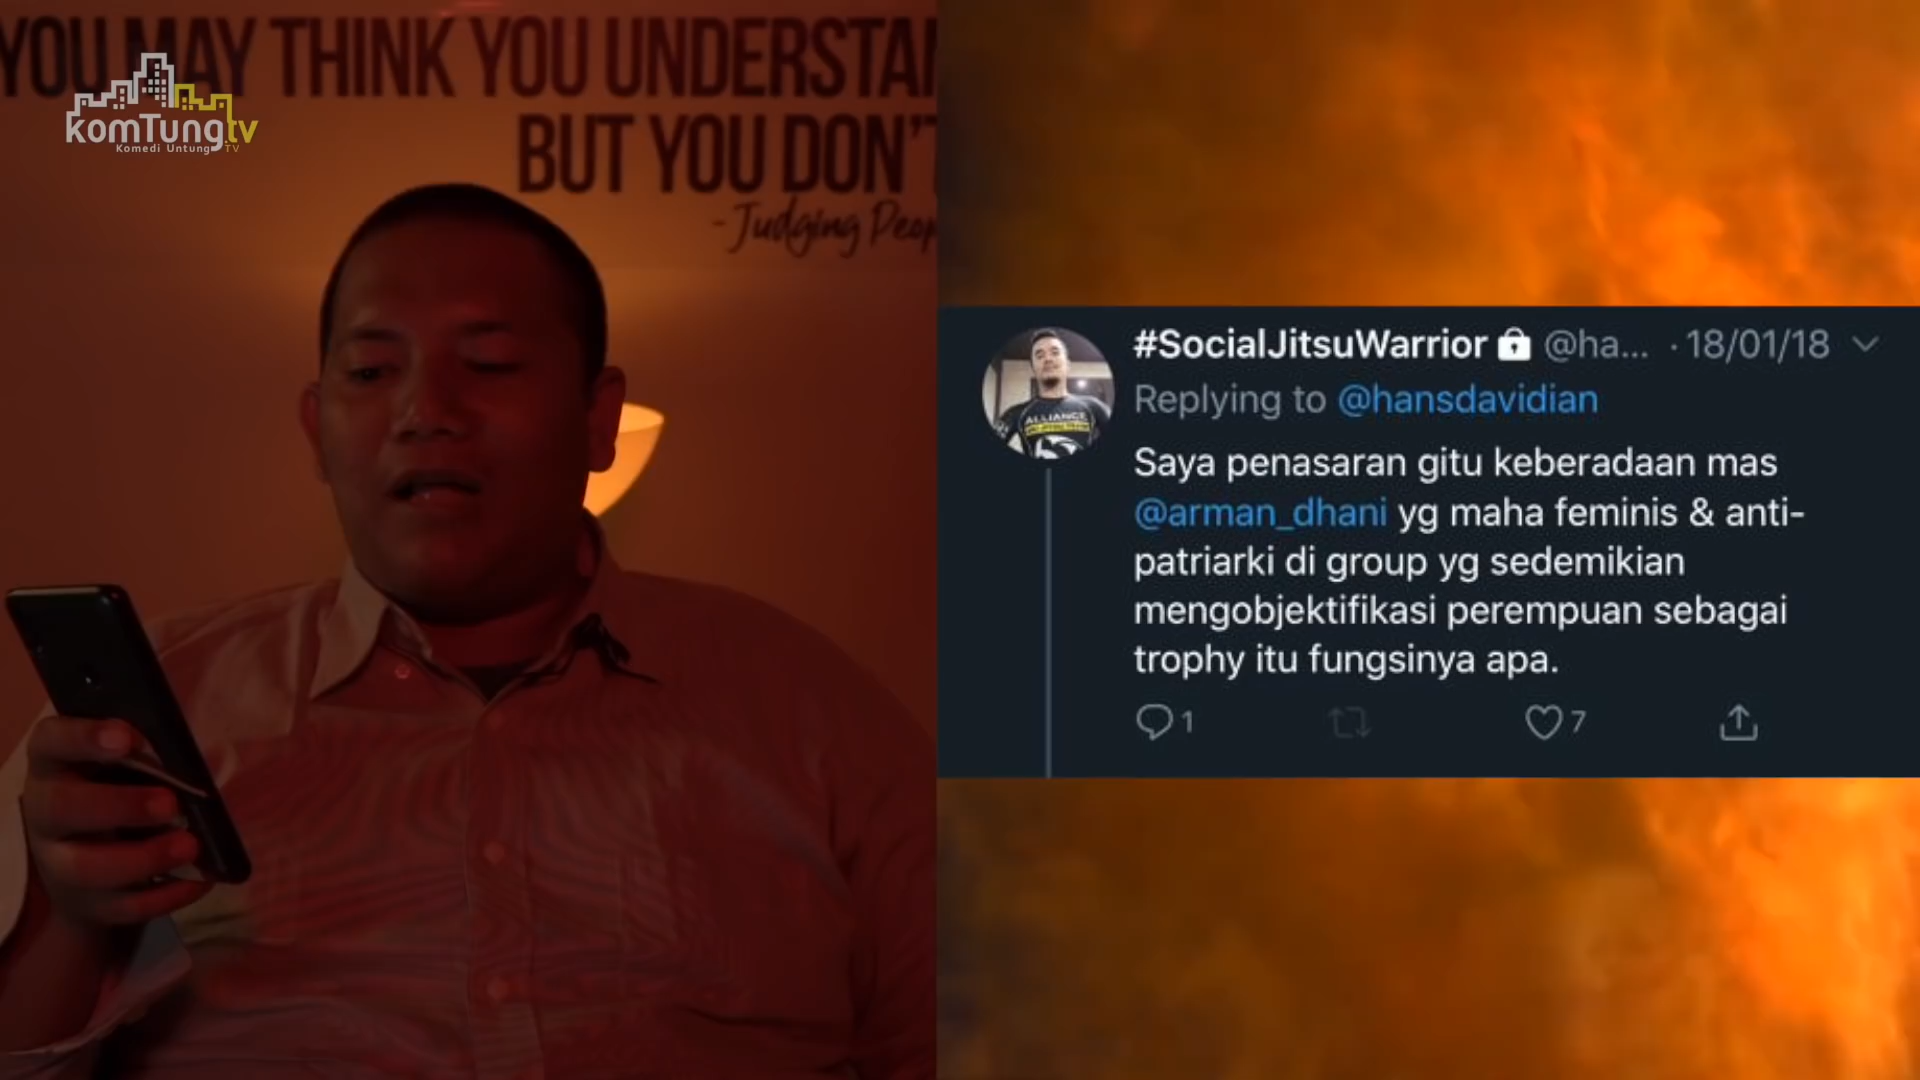 YOU MAY THINK YOU UNDERSTA
BUT YOU DON'T
-Judging Peop
komTung.tv
Komedi Untung TV
#SocialJitsuWarrior @ha... · 18/01/18
Replying to @hansdavidian
ALLIANCE
Saya penasaran gitu keberadaan mas
@arman_dhani yg maha feminis & anti-
patriarki di group yg sedemikian
mengobjektifikasi perempuan sebagai
trophy itu fungsinya apa.
1 7